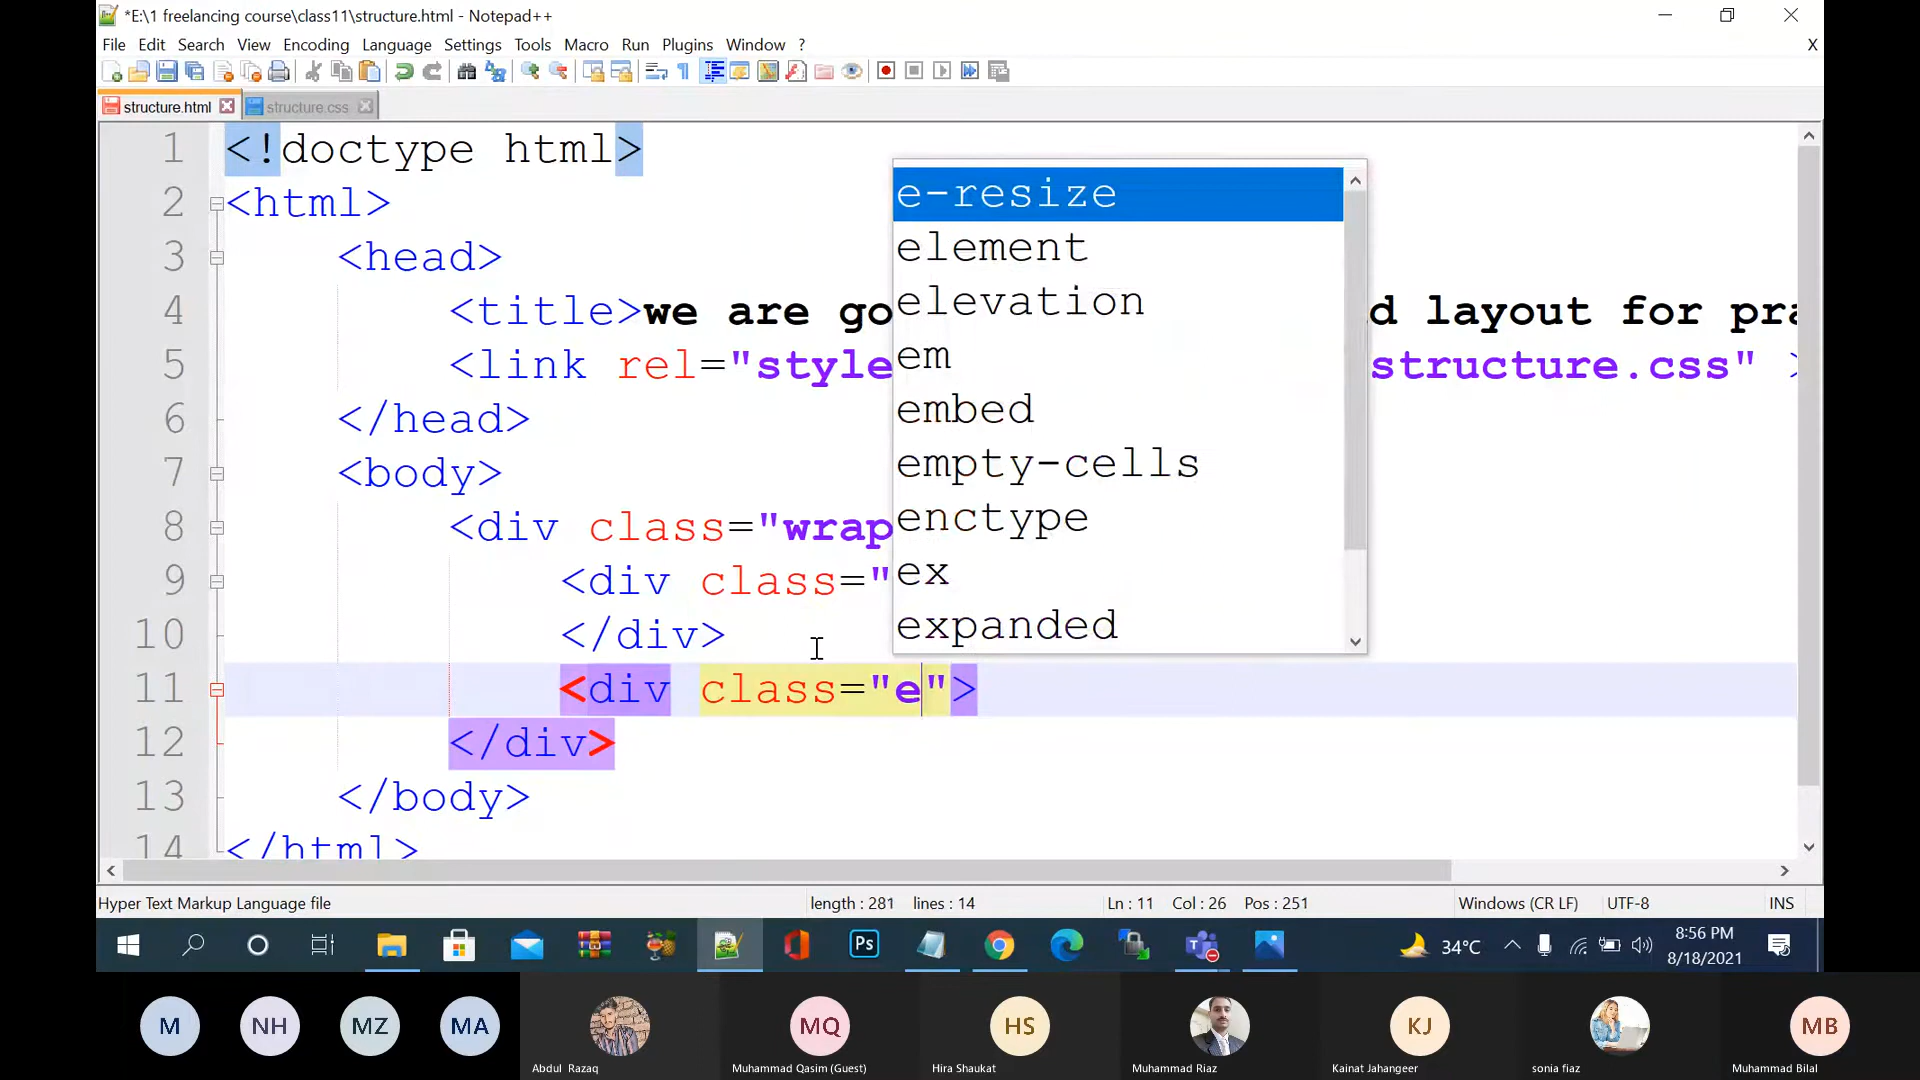 *E:\1 freelancing course\class11\structure.html - Notepad++
File Edit Search View Encoding Language Settings Tools Macro Run Plugins Window ?
X
structure.html structure.css
1 <!doctype html>
2 <html>
3 <head>
4 <title>we are go d layout for pra
5 <link rel="style structure.css" >
6 </head>
7 <body>
8 <div class="wrap
9 <div class="
10 </div>
11 <div class="e">
12 </div>
13 </body>
14 </html>
e-resize
element
elevation
em
embed
empty-cells
enctype
ex
expanded
Hyper Text Markup Language file length : 281 lines : 14 Ln : 11 Col : 26 Pos : 251 Windows (CR LF) UTF-8 INS
Ps
34°C
8:56 PM
8/18/2021
M NH MZ MA MQ HS KJ MB
Abdul Razaq Muhammad Qasim (Guest) Hira Shaukat Muhammad Riaz Kainat Jahangeer sonia fiaz Muhammad Bilal